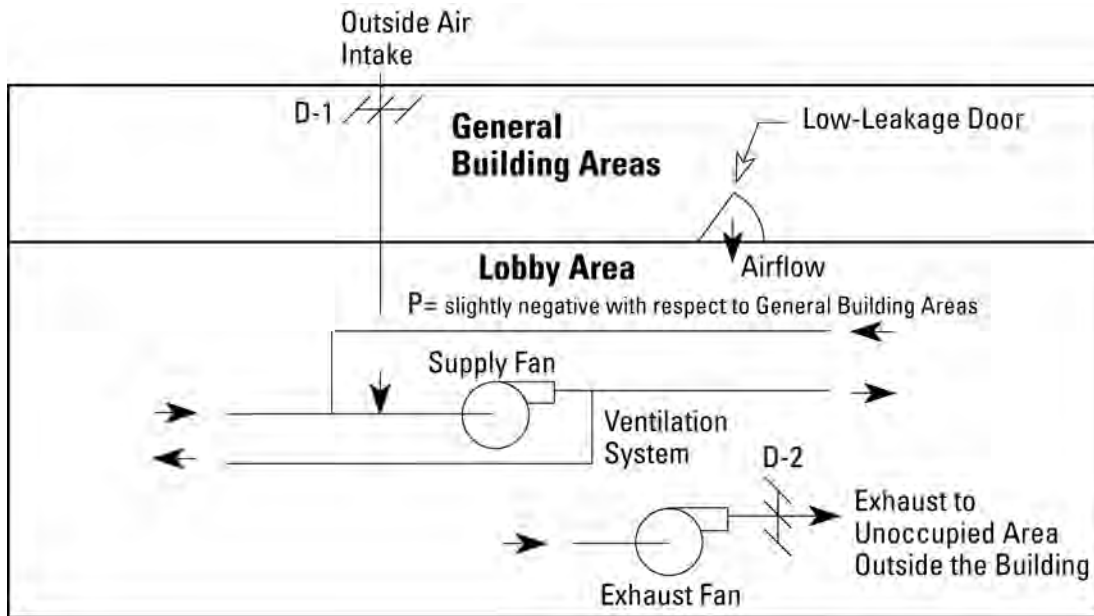 Outside Air
Intake
D-1
General
Building Areas
Low-Leakage Door
Lobby Area
Airflow
P= slightly negative with respect to General Building Areas
Supply Fan
Ventilation
System
D-2
Exhaust to
Unoccupied Area
Outside the Building
Exhaust Fan